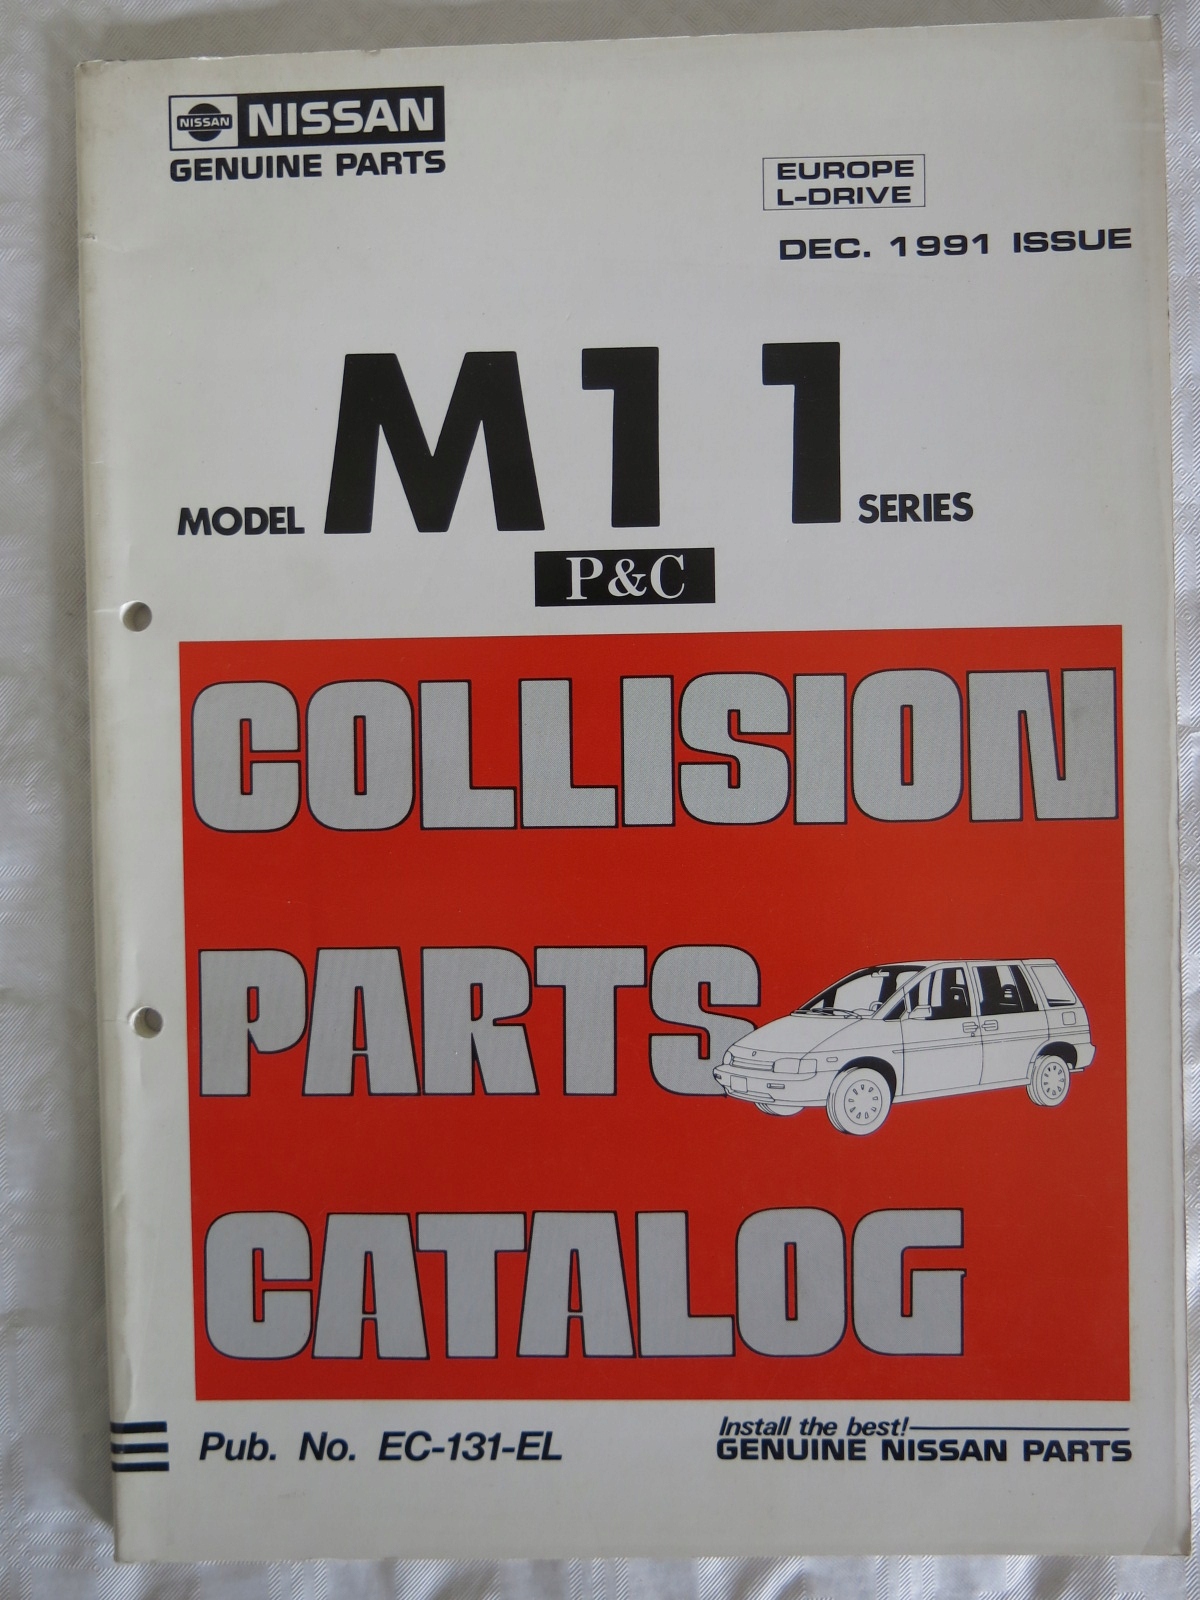 NISSAN NISSAN
GENUINE PARTS
EUROPE
L-DRIVE
DEC. 1991 ISSUE
MODEL M11 SERIES
P&C
COLLISION
PARTS
CATALOG
Pub. No. EC-131-EL
Install the best!
GENUINE NISSAN PARTS